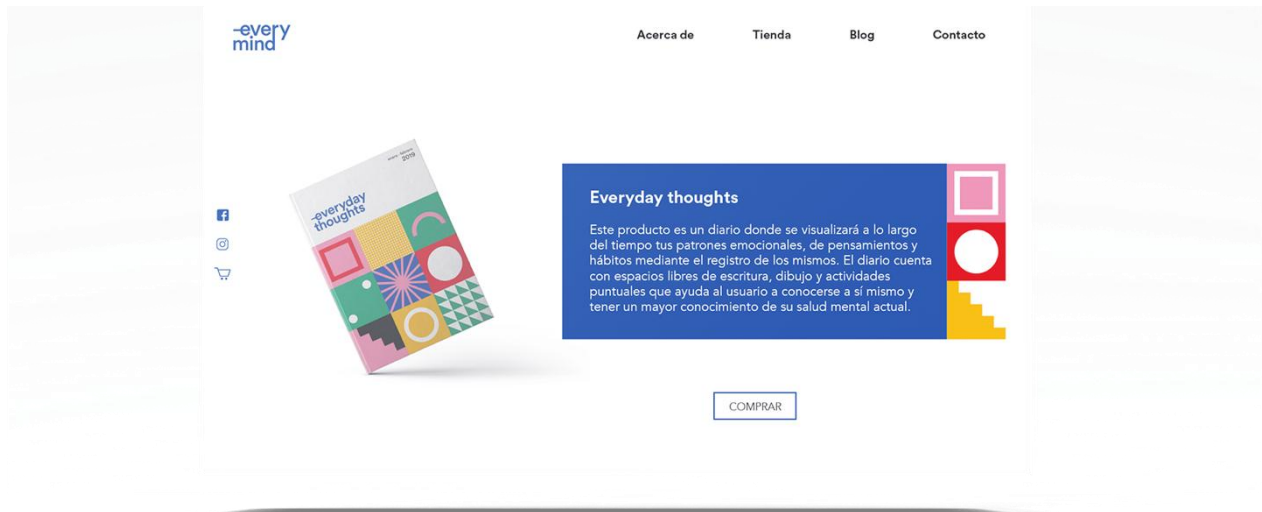 every
mind
Acerca de
Tienda
Blog
Contacto
enero - febrero
2019
everyday
thoughts
Everyday thoughts
Este producto es un diario donde se visualizará a lo largo
del tiempo tus patrones emocionales, de pensamientos y
hábitos mediante el registro de los mismos. El diario cuenta
con espacios libres de escritura, dibujo y actividades
puntuales que ayuda al usuario a conocerse a sí mismo y
tener un mayor conocimiento de su salud mental actual.
COMPRAR